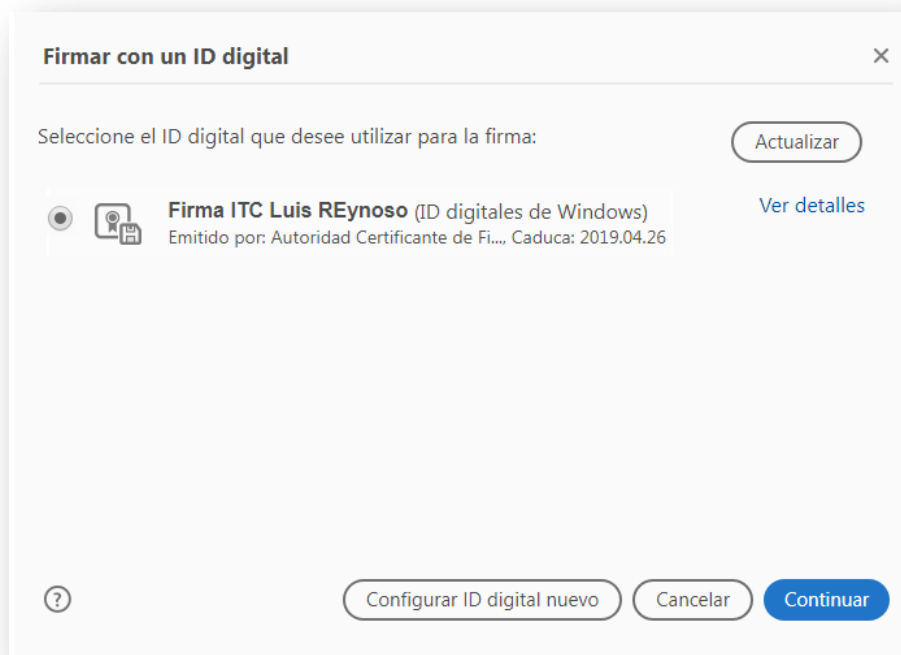 Firmar con un ID digital
Seleccione el ID digital que desee utilizar para la firma:
Actualizar
Firma ITC Luis REynoso (ID digitales de Windows)
Ver detalles
Emitido por: Autoridad Certificante de Fi..., Caduca: 2019.04.26
Configurar ID digital nuevo
Cancelar
Continuar